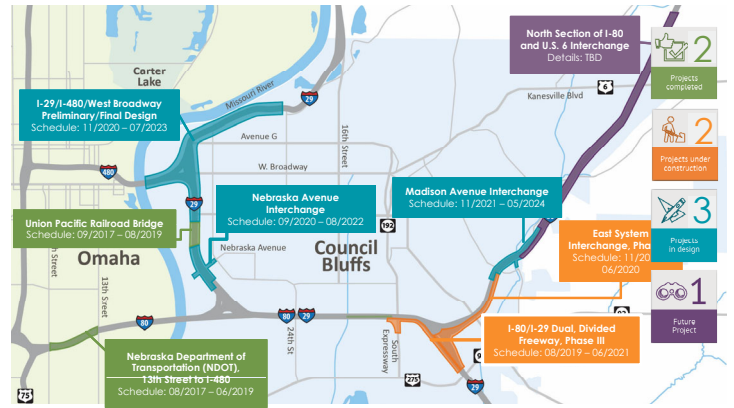 North Section of I-80
and U.S. 6 Interchange
Details: TBD
2
Projects
completed
Carter
Lake
Missouri River
29
6
Kanesville Blvd
I-29/I-480/West Broadway
Preliminary/Final Design
Schedule: 11/2020 – 07/2023
Avenue G
16th Street
2
Projects under
construction
W. Broadway
480
29
Nebraska Avenue
Interchange
Schedule: 09/2020 – 08/2022
Madison Avenue Interchange
Schedule: 11/2021 – 05/2024
3
Projects
in design
Union Pacific Railroad Bridge
Schedule: 09/2017 – 08/2019
192
East System
Interchange, Pha
Schedule: 11/20
06/2020
Omaha
Nebraska Avenue
Council
Bluffs
th Street
13th Street
1
Future
Project
80
80
29
24th St
South
Expressway
I-80/I-29 Dual, Divided
Freeway, Phase III
Schedule: 08/2019 – 06/2021
Nebraska Department of
Transportation (NDOT),
13th Street to I-480
Schedule: 08/2017 – 06/2019
275
29
75